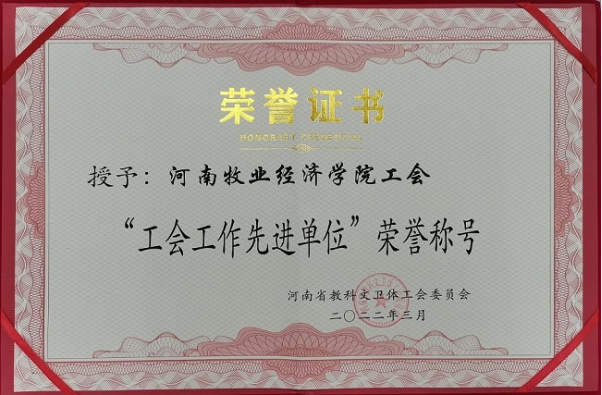 荣誉证书
授予：河南牧业经济学院工会
“工会工作先进单位”荣誉称号
河南省教科文卫体工会委员会
二〇二二年三月